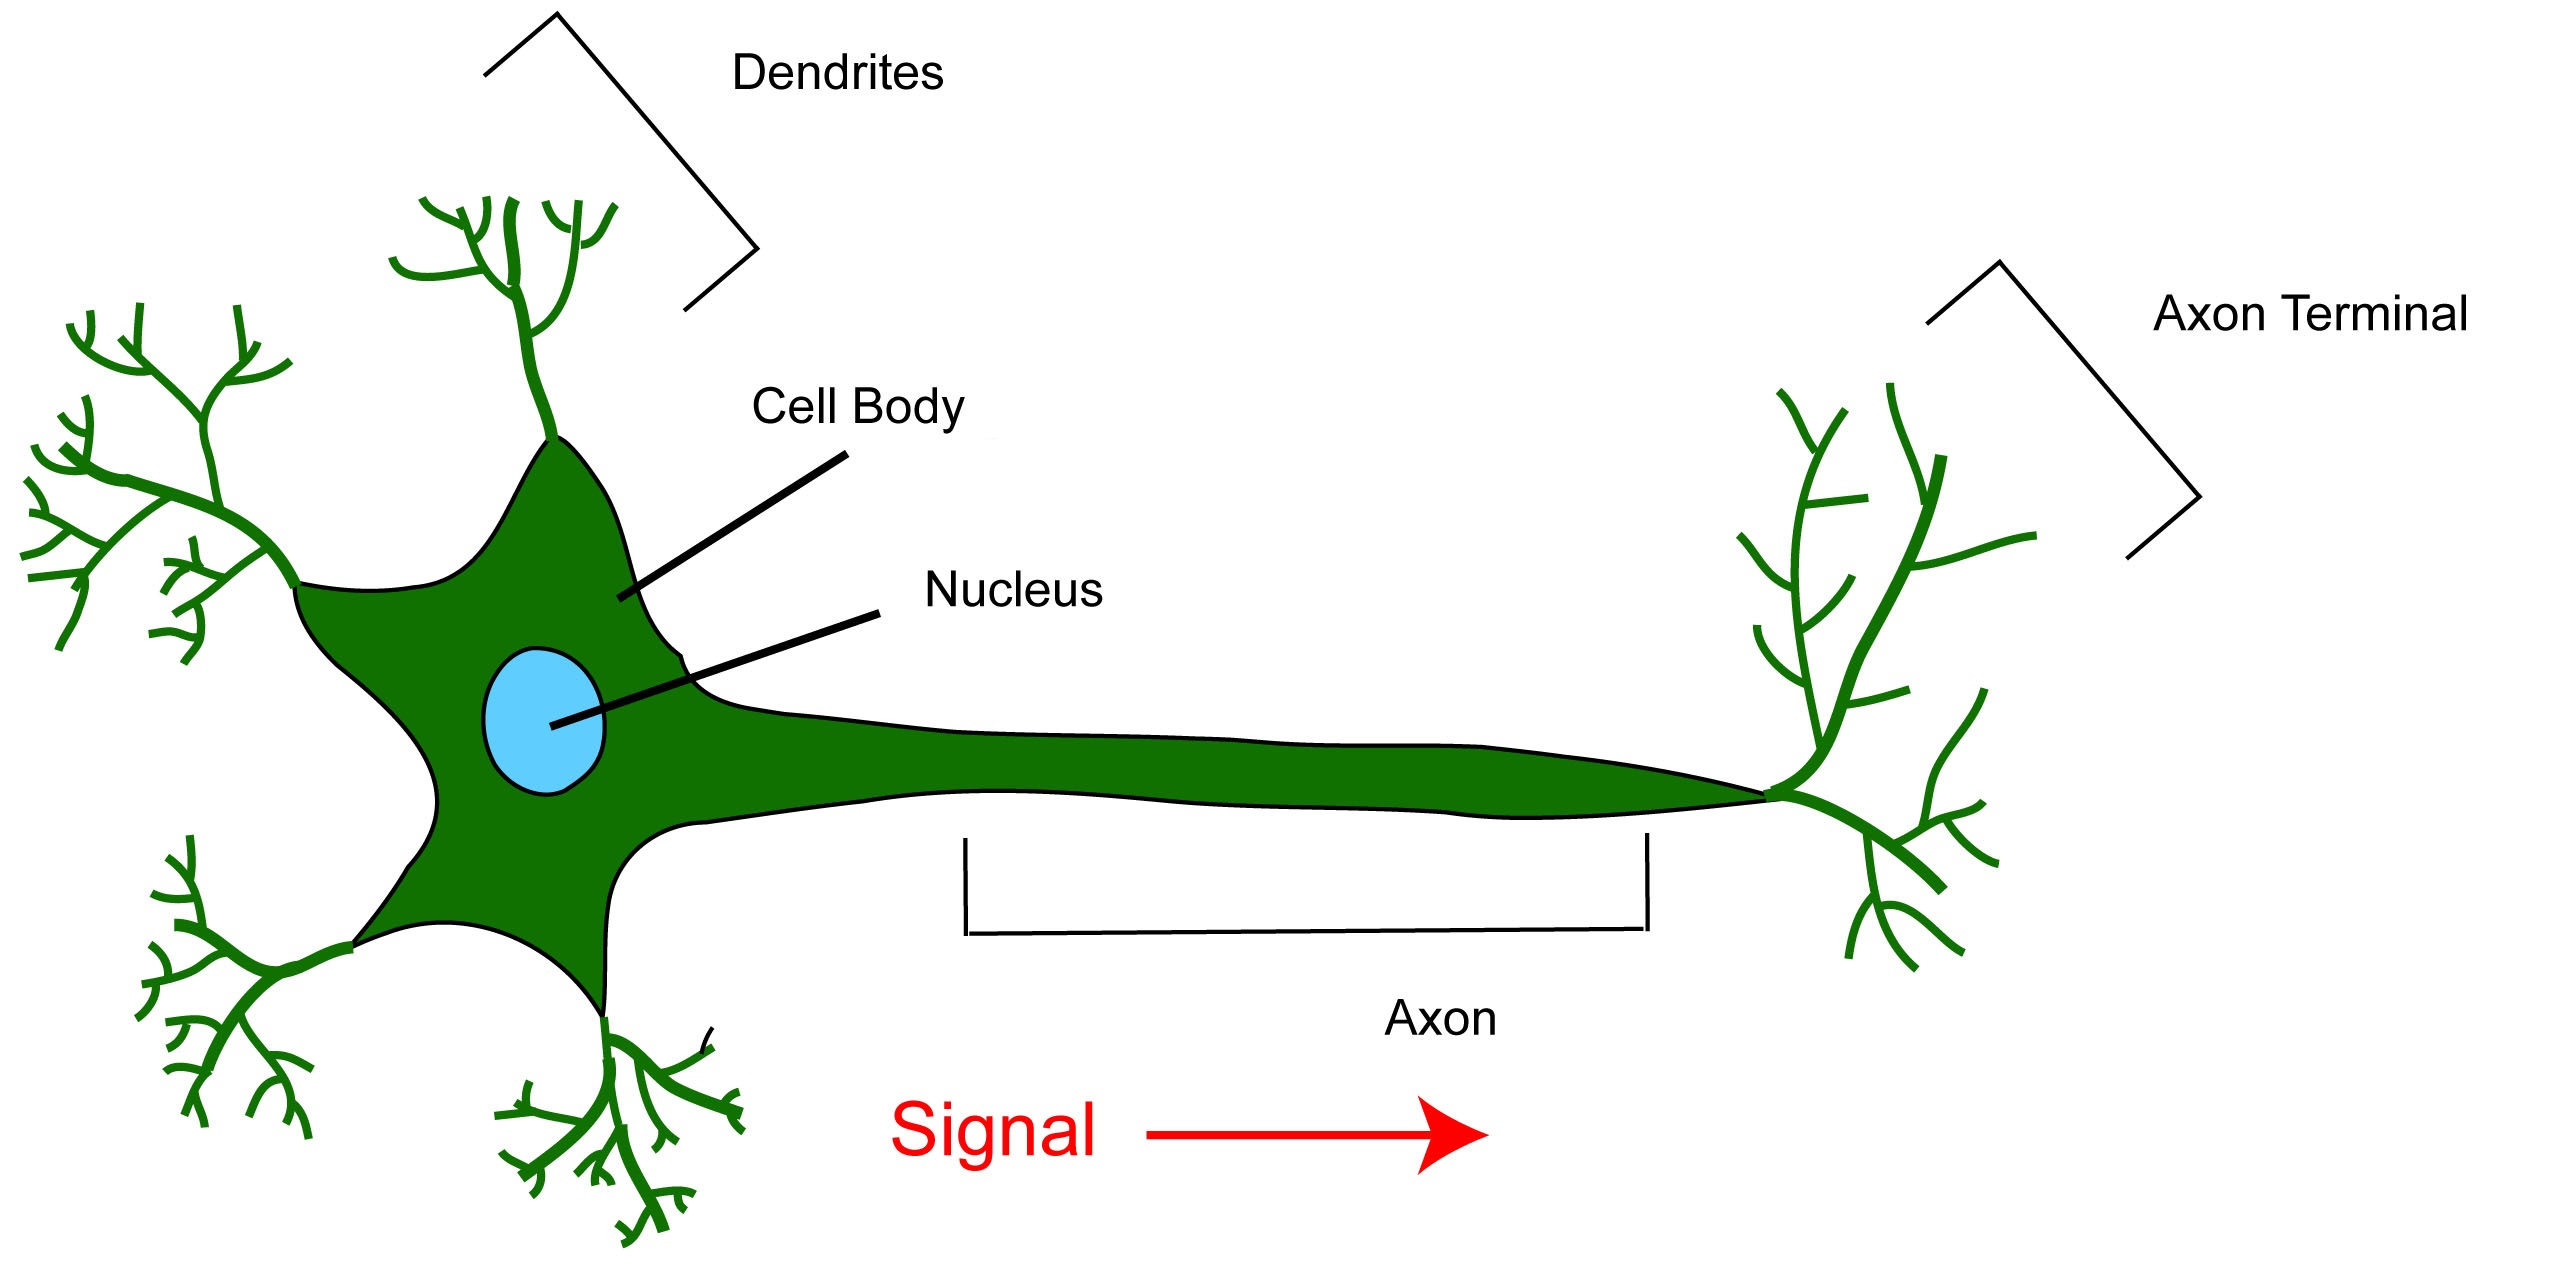 Dendrites
Axon Terminal
Cell Body
Nucleus
Axon
Signal